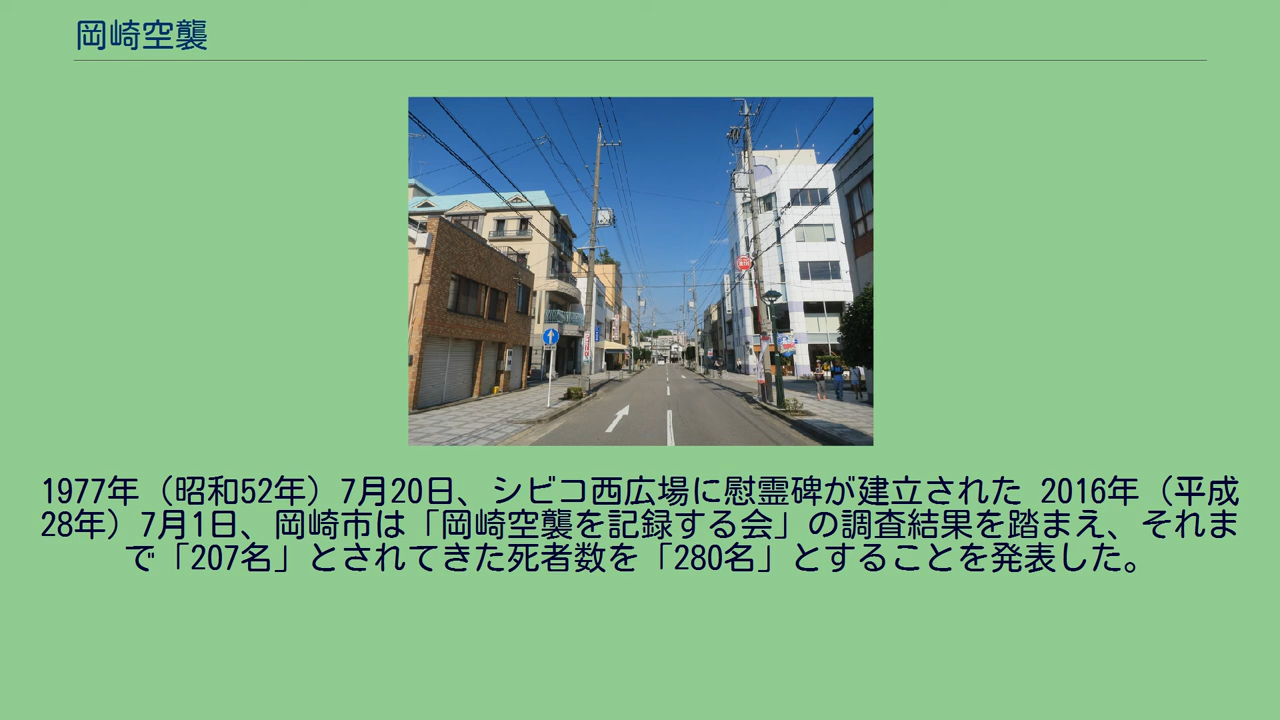 岡崎空襲
1977年（昭和52年）7月20日、シビコ西広場に慰霊碑が建立された 2016年（平成
28年）7月1日、岡崎市は「岡崎空襲を記録する会」の調査結果を踏まえ、それま
で「207名」とされてきた死者数を「280名」とすることを発表した。